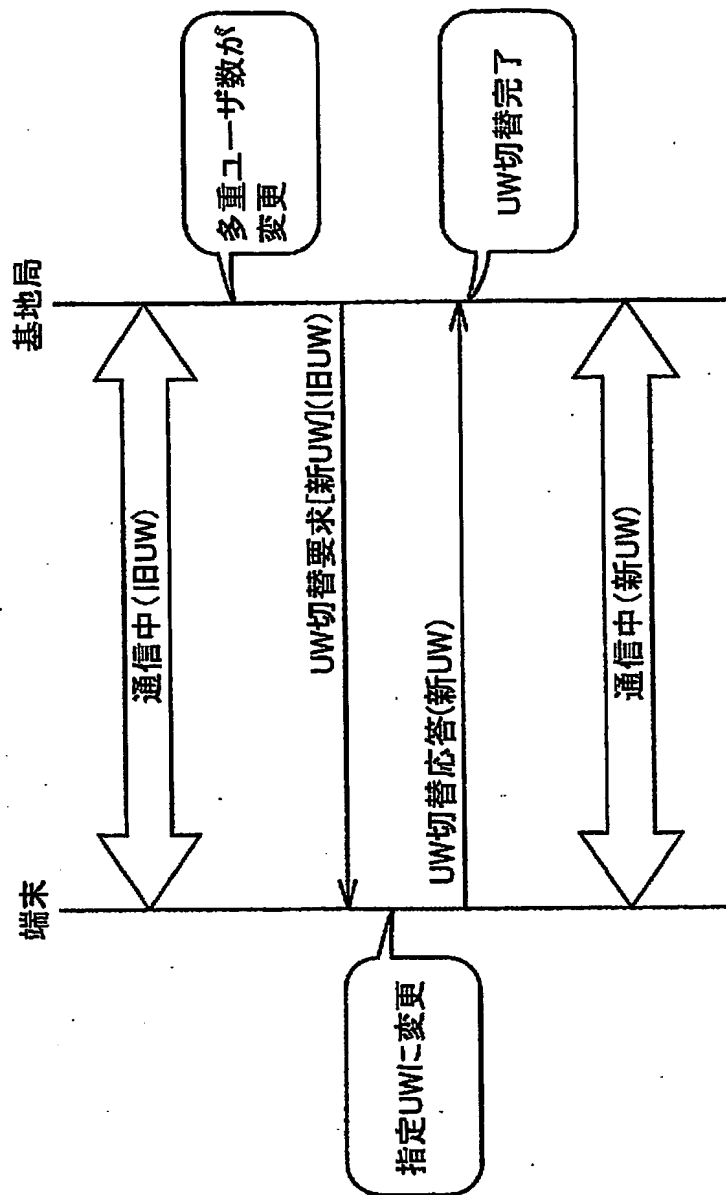 端末
基地局
通信中(旧UW)
多重ユーザ数が
変更
UW切替要求[新UW](旧UW)
指定UWに変更
UW切替応答(新UW)
UW切替完了
通信中(新UW)